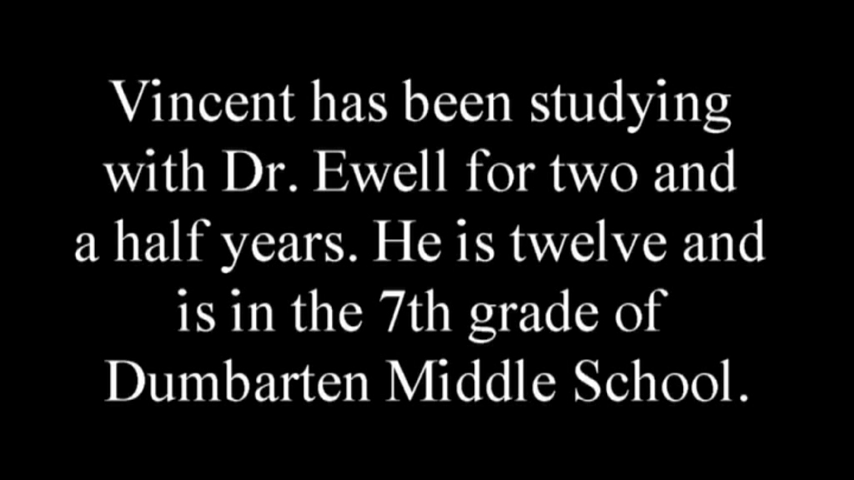 Vincent has been studying
with Dr. Ewell for two and
a half years. He is twelve and
is in the 7th grade of
Dumbarten Middle School.